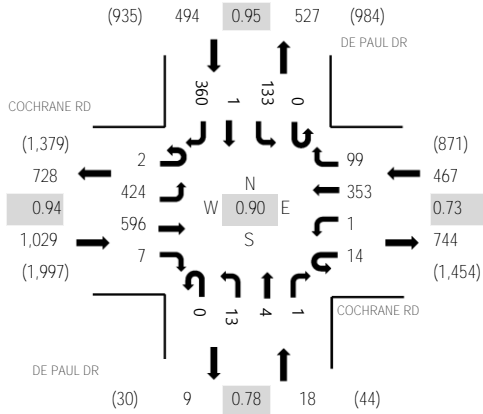 (935) 494 0.95 527 (984)
DE PAUL DR
360 1 133 0
COCHRANE RD
(1,379) (871)
728 2 99 467
424 353
0.94 N 0.73
W 0.90 E
596 1
1,029 S 744
7 14
(1,997) (1,454)
0 13 4 1
COCHRANE RD
DE PAUL DR
(30) 9 0.78 18 (44)